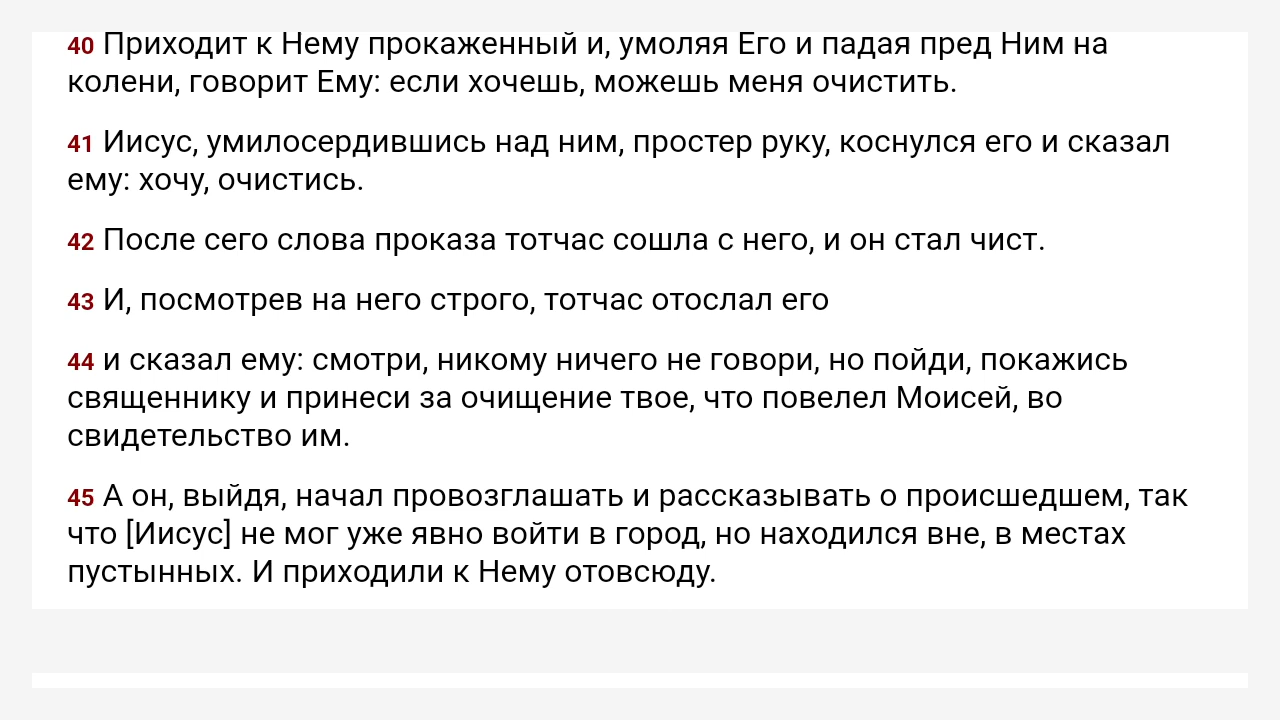 40 Приходит к Нему прокаженный и, умоляя Его и падая пред Ним на
колени, говорит Ему: если хочешь, можешь меня очистить.
41 Иисус, умилосердившись над ним, простер руку, коснулся его и сказал
ему: хочу, очистись.
42 После сего слова проказа тотчас сошла с него, и он стал чист.
43 И, посмотрев на него строго, тотчас отослал его
44 и сказал ему: смотри, никому ничего не говори, но пойди, покажись
священнику и принеси за очищение твое, что повелел Моисей, во
свидетельство им.
45 А он, выйдя, начал провозглашать и рассказывать о происшедшем, так
что [Иисус] не мог уже явно войти в город, но находился вне, в местах
пустынных. И приходили к Нему отовсюду.